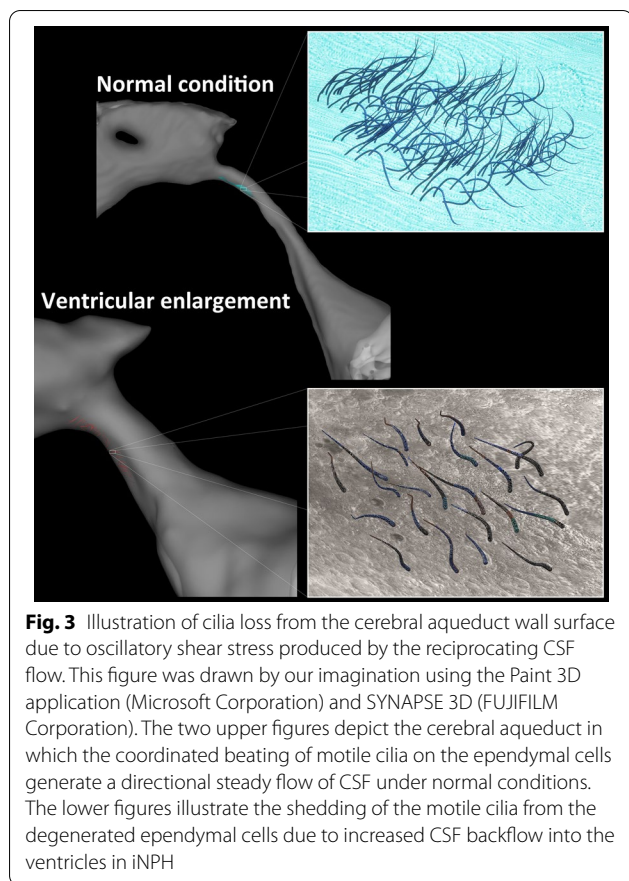 Normal condition
Ventricular enlargement
Fig. 3 Illustration of cilia loss from the cerebral aqueduct wall surface
due to oscillatory shear stress produced by the reciprocating CSF
flow. This figure was drawn by our imagination using the Paint 3D
application (Microsoft Corporation) and SYNAPSE 3D (FUJIFILM
Corporation). The two upper figures depict the cerebral aqueduct in
which the coordinated beating of motile cilia on the ependymal cells
generate a directional steady flow of CSF under normal conditions.
The lower figures illustrate the shedding of the motile cilia from the
degenerated ependymal cells due to increased CSF backflow into the
ventricles in iNPH